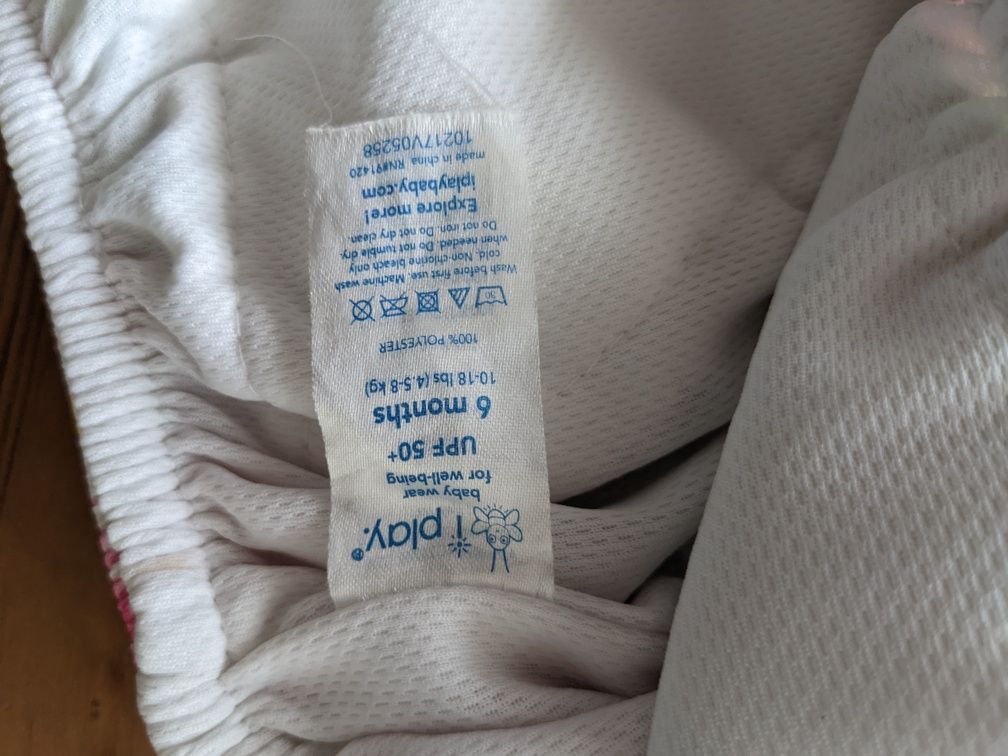 i play.®
baby wear
for well-being
UPF 50+
6 months
10-18 lbs (4.5-8 kg)
100% POLYESTER
30
Wash before first use. Machine wash
cold. Non-chlorine bleach only
when needed. Do not tumble dry.
Do not iron. Do not dry clean.
Explore more!
iplaybaby.com
made in china RN#91420
10217V05258